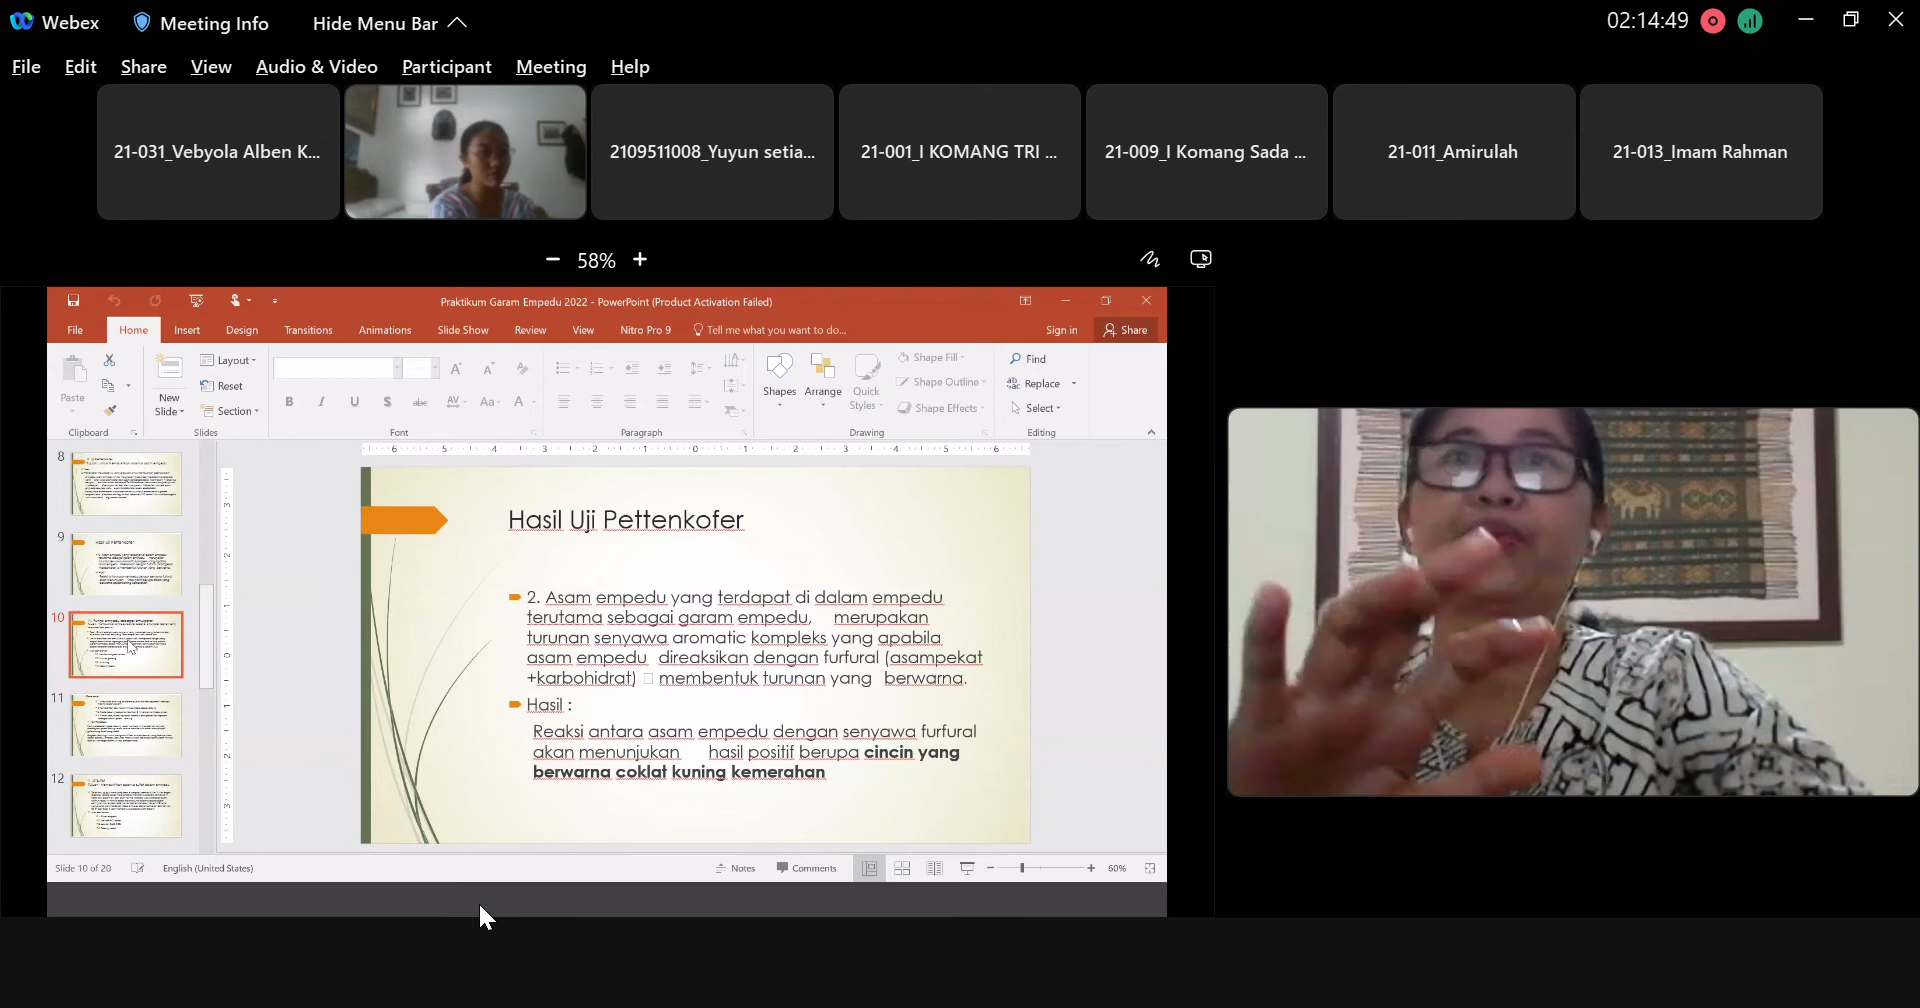 Webex Meeting Info Hide Menu Bar 02:14:49
File Edit Share View Audio & Video Participant Meeting Help
21-031_Vebyola Alben K... 2109511008_Yuyun setia... 21-001_I KOMANG TRI ... 21-009_I Komang Sada ... 21-011_Amirulah 21-013_Imam Rahman
58%
Praktikum Garam Empedu 2022 - PowerPoint (Product Activation Failed)
File Home Insert Design Transitions Animations Slide Show Review View Nitro Pro 9 Tell me what you want to do... Sign in Share
Paste New Slide Layout Reset Section
B I U S abc AV Aa A
Shapes Arrange Quick Styles Shape Fill Shape Outline Shape Effects
Find Replace Select
Clipboard Slides Font Paragraph Drawing Editing
8
9
10
11
12
Hasil Uji Pettenkofer
2. Asam empedu yang terdapat di dalam empedu
terutama sebagai garam empedu, merupakan
turunan senyawa aromatic kompleks yang apabila
asam empedu direaksikan dengan furfural (asampekat
+karbohidrat) □ membentuk turunan yang berwarna.
Hasil :
Reaksi antara asam empedu dengan senyawa furfural
akan menunjukan hasil positif berupa cincin yang
berwarna coklat kuning kemerahan
Slide 10 of 20 English (United States) Notes Comments 60%